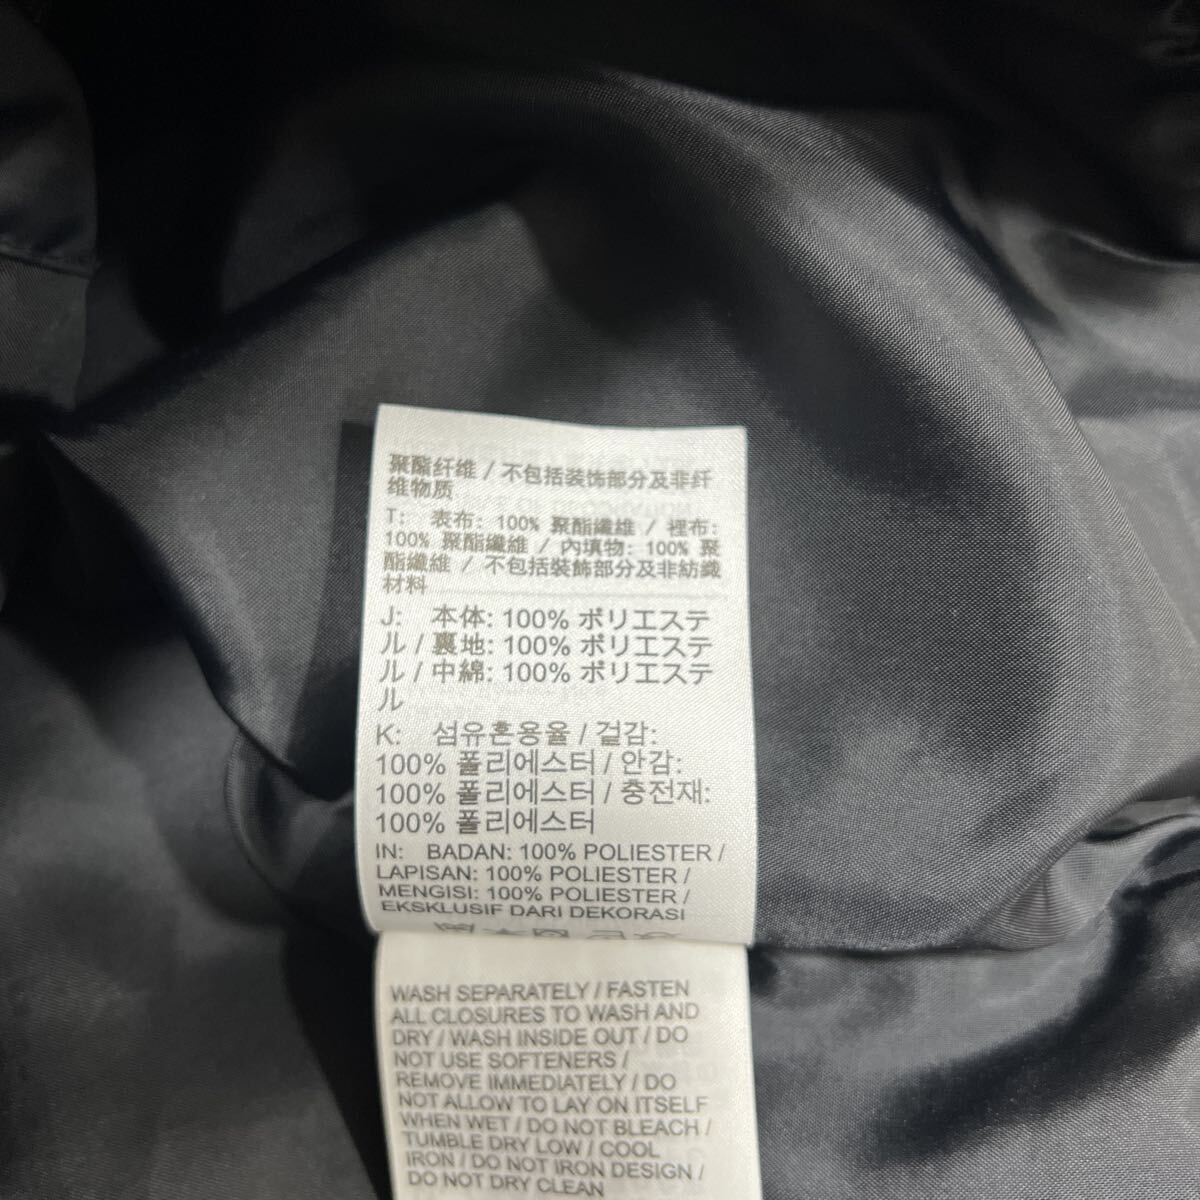 聚酯纤维 / 不包括装饰部分及非纤
维物质
T: 表布: 100% 聚酯纖維 / 裡布:
100% 聚酯纖維 / 內填物: 100% 聚
酯纖維 / 不包括裝飾部分及非紡織
材料
J: 本体: 100% ポリエステ
ル / 裏地: 100% ポリエステ
ル / 中綿: 100% ポリエステ
ル
K: 섬유혼용율 / 겉감:
100% 폴리에스터 / 안감:
100% 폴리에스터 / 충전재:
100% 폴리에스터
IN: BADAN: 100% POLIESTER /
LAPISAN: 100% POLIESTER /
MENGISI: 100% POLIESTER /
EKSKLUSIF DARI DEKORASI
WASH SEPARATELY / FASTEN
ALL CLOSURES TO WASH AND
DRY / WASH INSIDE OUT / DO
NOT USE SOFTENERS /
REMOVE IMMEDIATELY / DO
NOT ALLOW TO LAY ON ITSELF
WHEN WET / DO NOT BLEACH /
TUMBLE DRY LOW / COOL
IRON / DO NOT IRON DESIGN /
DO NOT DRY CLEAN